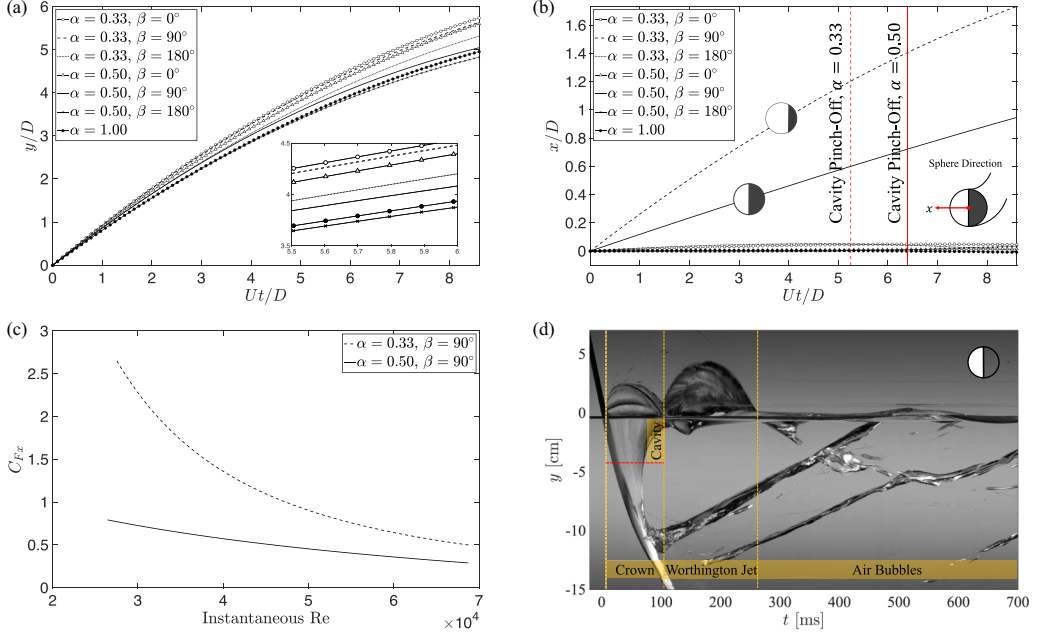 (a)
6
5
4
3
2
1
0
y/D
α = 0.33, β = 0°
α = 0.33, β = 90°
α = 0.33, β = 180°
α = 0.50, β = 0°
α = 0.50, β = 90°
α = 0.50, β = 180°
α = 1.00
4.5
4
3.5
5.5 5.6 5.7 5.8 5.9 6
0 1 2 3 4 5 6 7 8
Ut/D
(b)
1.6
1.4
1.2
1
0.8
0.6
0.4
0.2
0
x/D
α = 0.33, β = 0°
α = 0.33, β = 90°
α = 0.33, β = 180°
α = 0.50, β = 0°
α = 0.50, β = 90°
α = 0.50, β = 180°
α = 1.00
Cavity Pinch-Off, α = 0.33
Cavity Pinch-Off, α = 0.50
Sphere Direction
x
0 1 2 3 4 5 6 7 8
Ut/D
(c)
3
2.5
2
1.5
1
0.5
0
C_Fx
α = 0.33, β = 90°
α = 0.50, β = 90°
2 3 4 5 6 7
Instantaneous Re
×10⁴
(d)
5
0
-5
-10
-15
y [cm]
Cavity
Crown Worthington Jet Air Bubbles
0 100 200 300 400 500 600 700
t [ms]